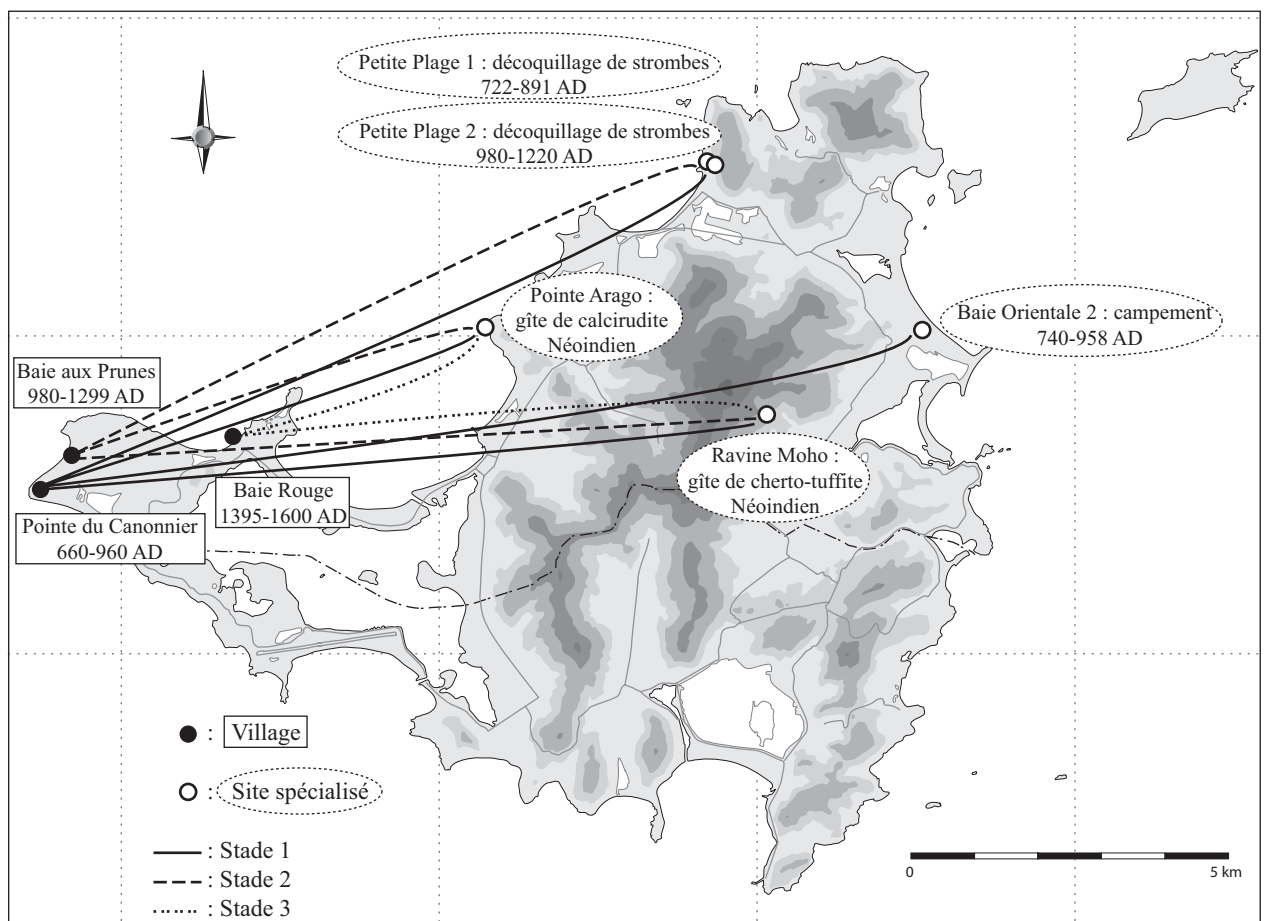 Petite Plage 1 : décoquillage de strombes
722-891 AD
Petite Plage 2 : décoquillage de strombes
980-1220 AD
Pointe Arago :
gîte de calcirudite
Néoindien
Baie Orientale 2 : campement
740-958 AD
Baie aux Prunes
980-1299 AD
Ravine Moho :
gîte de cherto-tuffite
Néoindien
Baie Rouge
1395-1600 AD
Pointe du Canonnier
660-960 AD
: Village
: Site spécialisé
: Stade 1
: Stade 2
: Stade 3
0
5 km